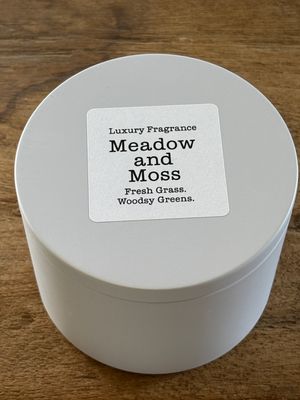 Luxury Fragrance
Meadow
and
Moss
Fresh Grass.
Woodsy Greens.